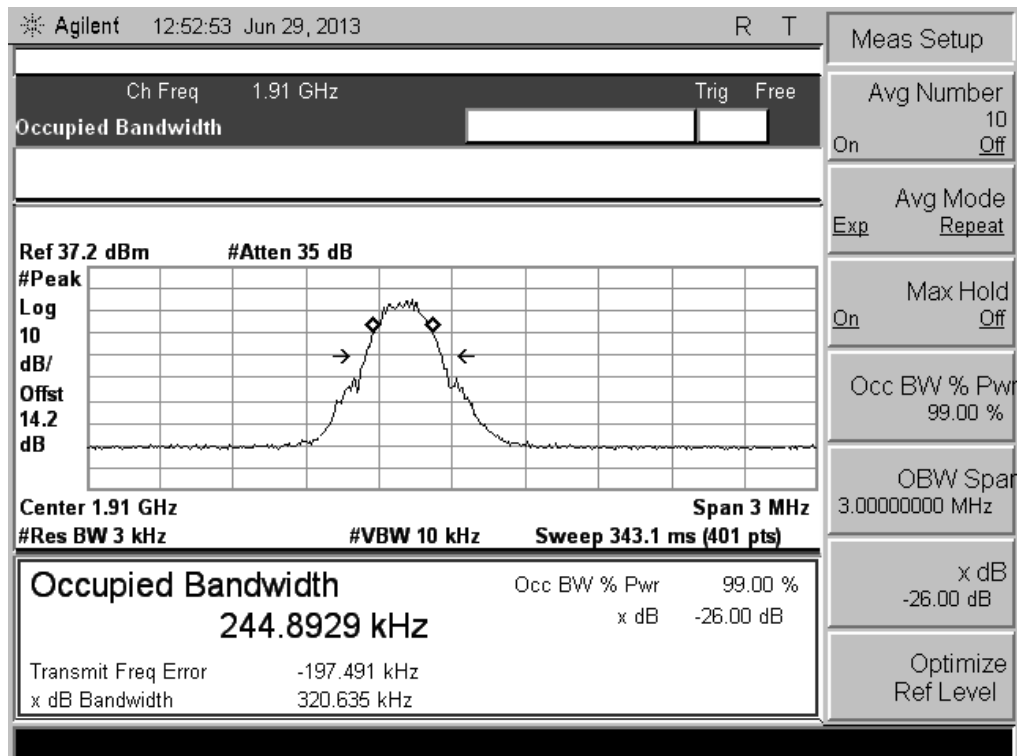 Agilent 12:52:53 Jun 29, 2013 R T
Meas Setup
Ch Freq 1.91 GHz Trig Free
Occupied Bandwidth
Avg Number
10
On Off
Avg Mode
Exp Repeat
Max Hold
On Off
Occ BW % Pwr
99.00 %
OBW Span
3.00000000 MHz
x dB
-26.00 dB
Optimize
Ref Level
Ref 37.2 dBm #Atten 35 dB
#Peak
Log
10
dB/
Offst
14.2
dB
Center 1.91 GHz Span 3 MHz
#Res BW 3 kHz #VBW 10 kHz Sweep 343.1 ms (401 pts)
Occupied Bandwidth Occ BW % Pwr 99.00 %
244.8929 kHz x dB -26.00 dB
Transmit Freq Error -197.491 kHz
x dB Bandwidth 320.635 kHz